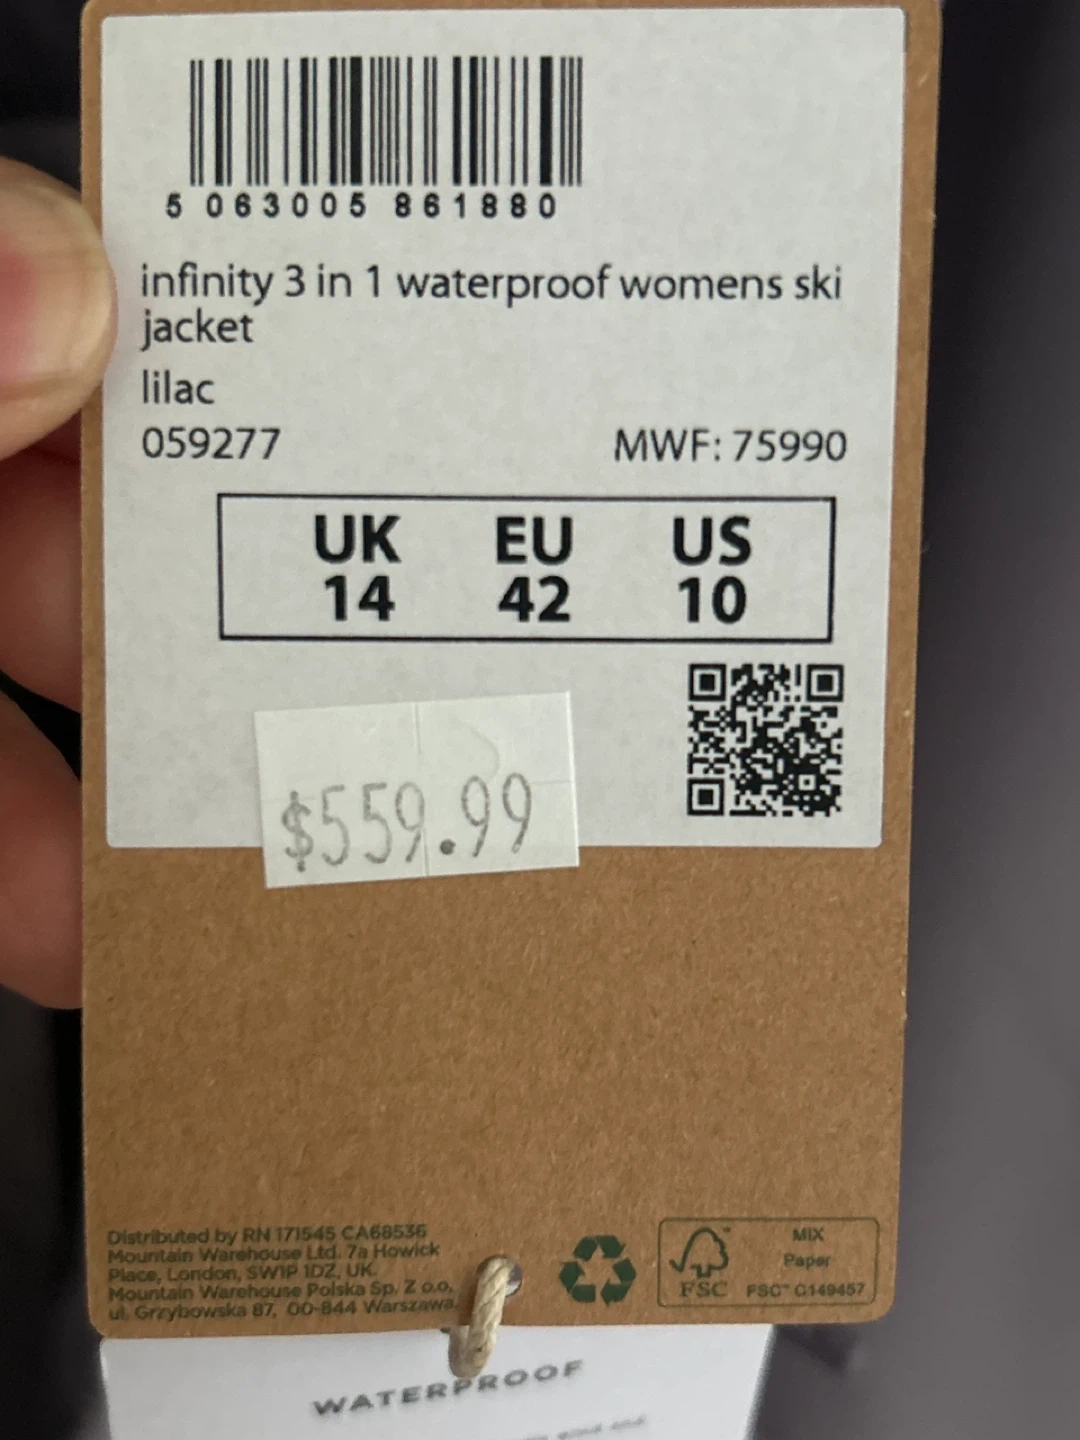 5 063005 861880
infinity 3 in 1 waterproof womens ski
jacket
lilac
059277 MWF: 75990
UK EU US
14 42 10
$559.99
Distributed by RN 171545 CA68536
Mountain Warehouse Ltd. 7a Howick
Place, London, SW1P 1DZ, UK.
Mountain Warehouse Polska Sp. Z o.o.
ul. Grzybowska 87, 00-844 Warszawa.
MIX
Paper
FSC™ C149457
FSC
WATERPROOF